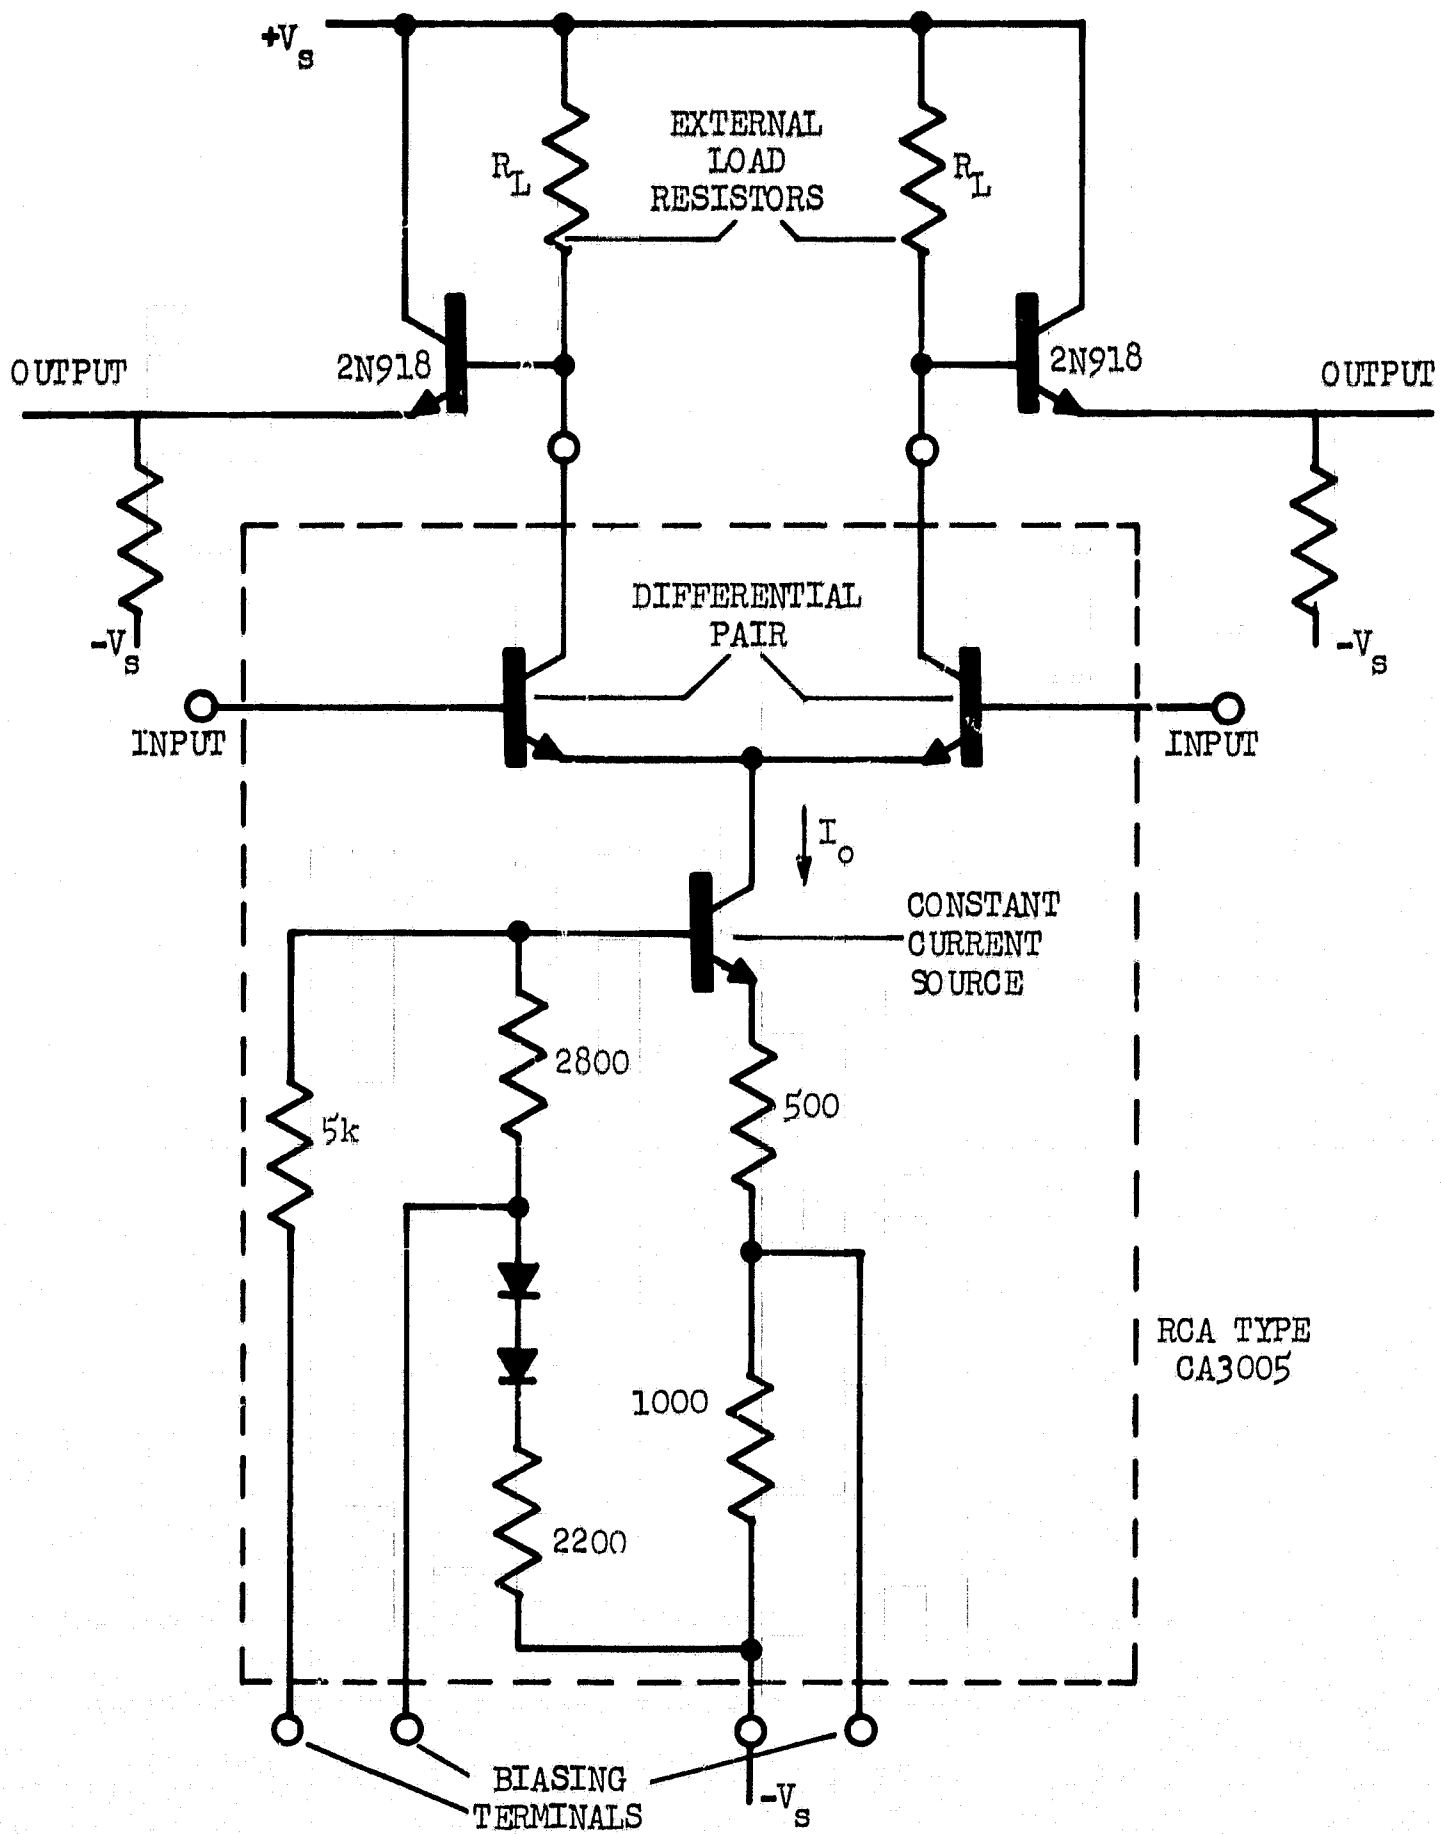 +Vs
EXTERNAL
LOAD
RESISTORS
RL
RL
2N918
2N918
OUTPUT
OUTPUT
DIFFERENTIAL
PAIR
-Vs
-Vs
INPUT
INPUT
Io
CONSTANT
CURRENT
SOURCE
2800
500
5k
RCA TYPE
CA3005
1000
2200
BIASING
TERMINALS
-Vs